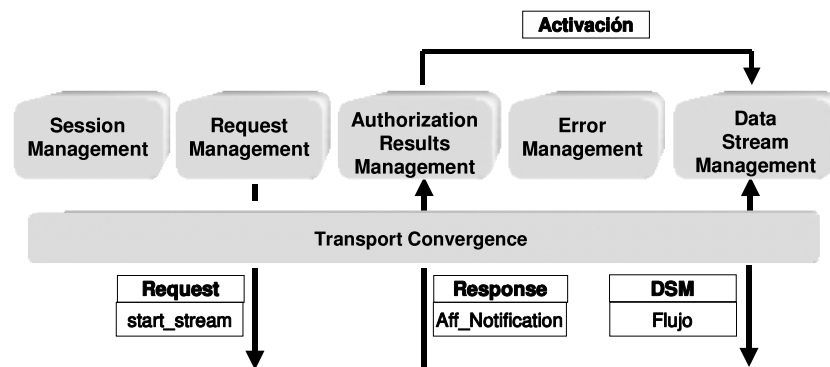 Activación
Session
Management
Request
Management
Authorization
Results
Management
Error
Management
Data
Stream
Management
Transport Convergence
Request
start_stream
Response
Aff_Notification
DSM
Flujo